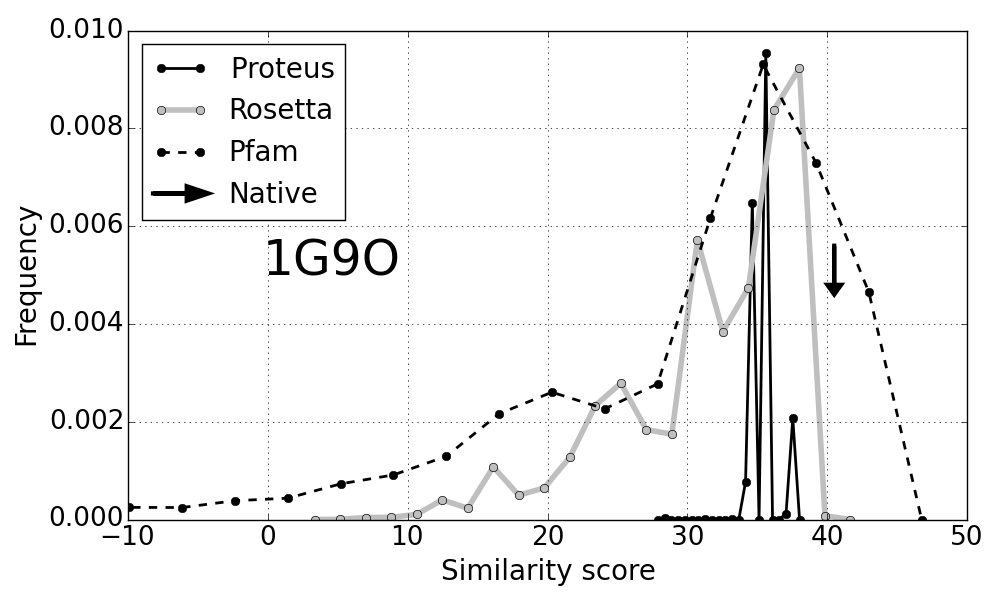 0.010
0.008
0.006
0.004
0.002
0.000
Frequency
Proteus
Rosetta
Pfam
Native
1G9O
−10 0 10 20 30 40 50
Similarity score